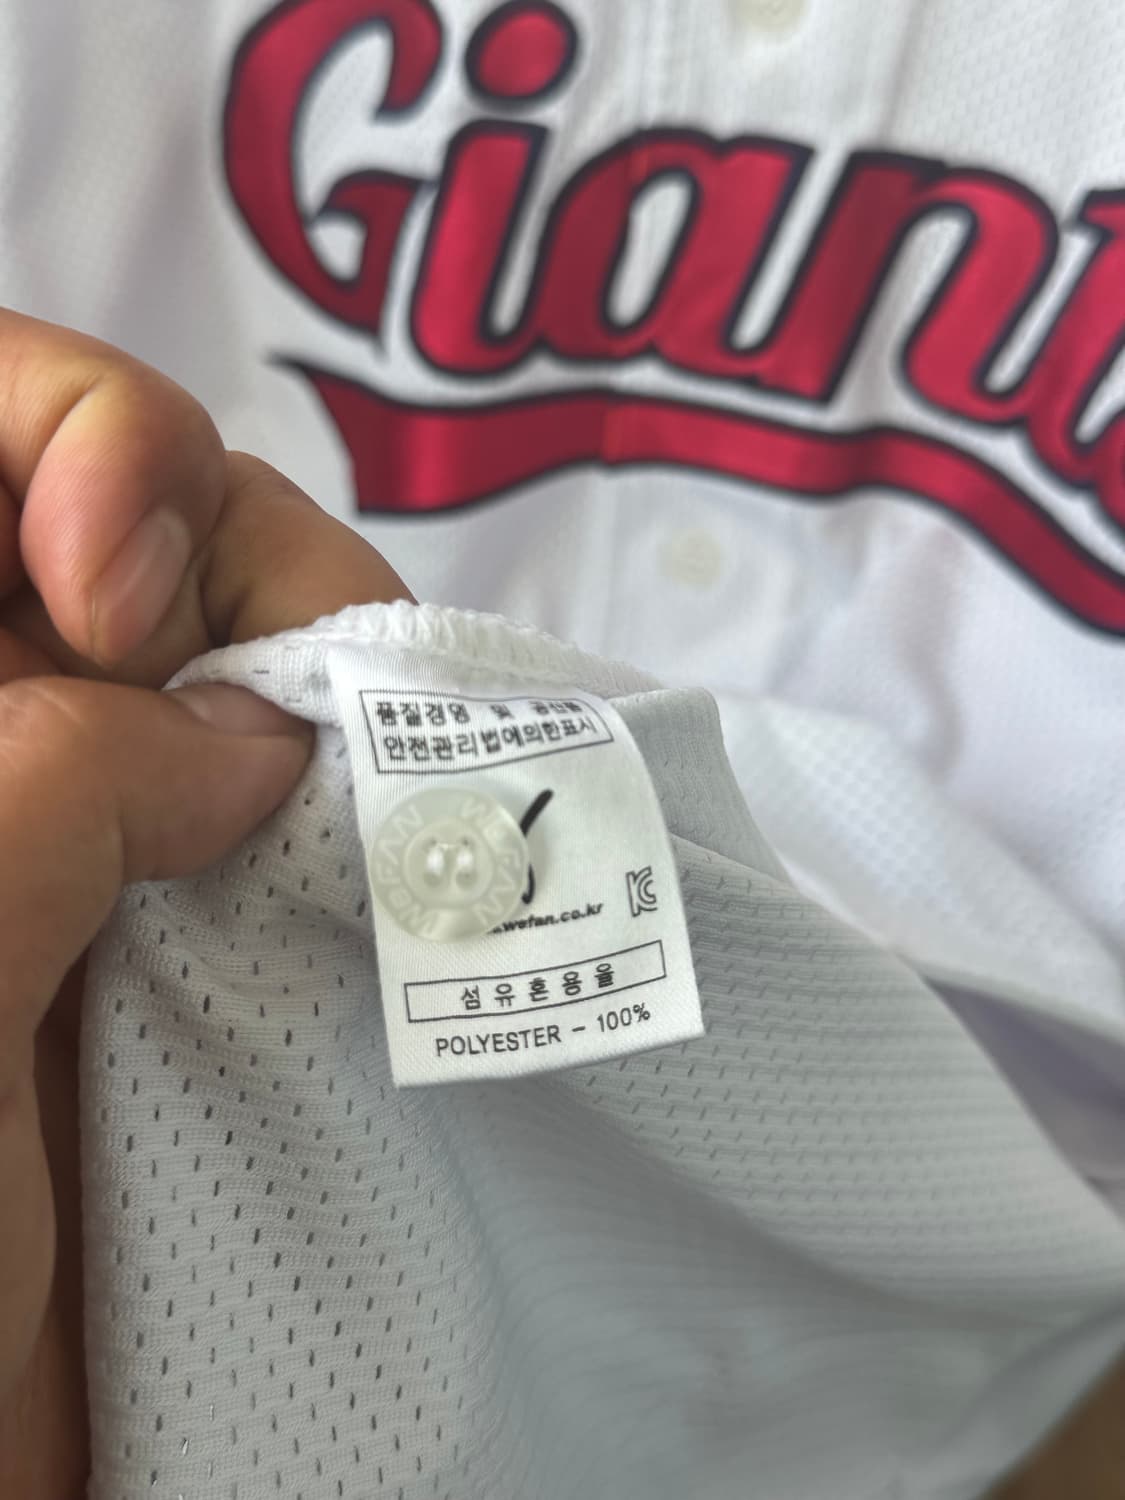 Giants
품질경영 및 공산품
안전관리법에의한표시
WEFAN WEFAN
.wefan.co.kr
KC
섬유혼용율
POLYESTER - 100%